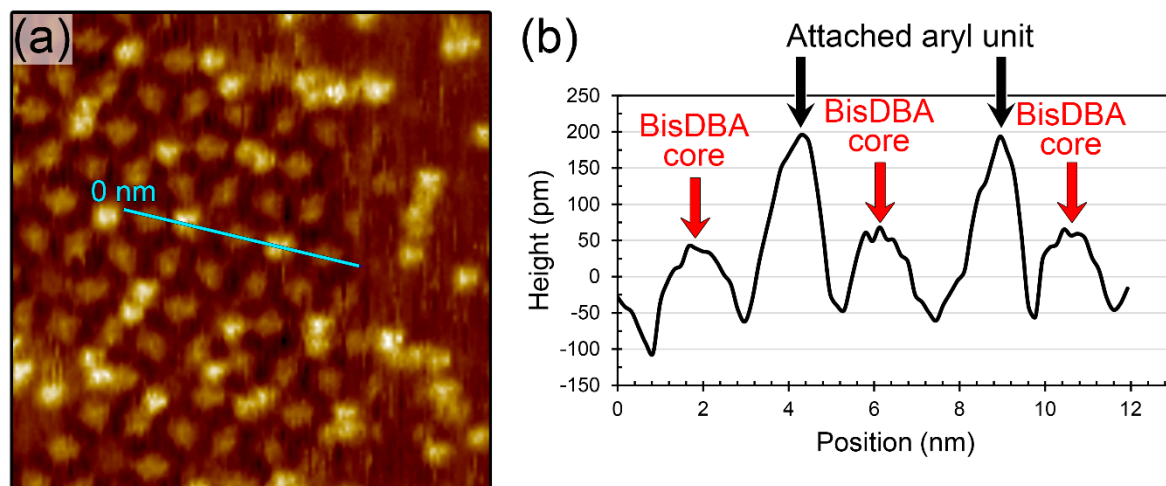 (a)
0 nm
(b)
Attached aryl unit
BisDBA
core
BisDBA
core
BisDBA
core
Height (pm)
250
200
150
100
50
0
-50
-100
-150
0 2 4 6 8 10 12
Position (nm)